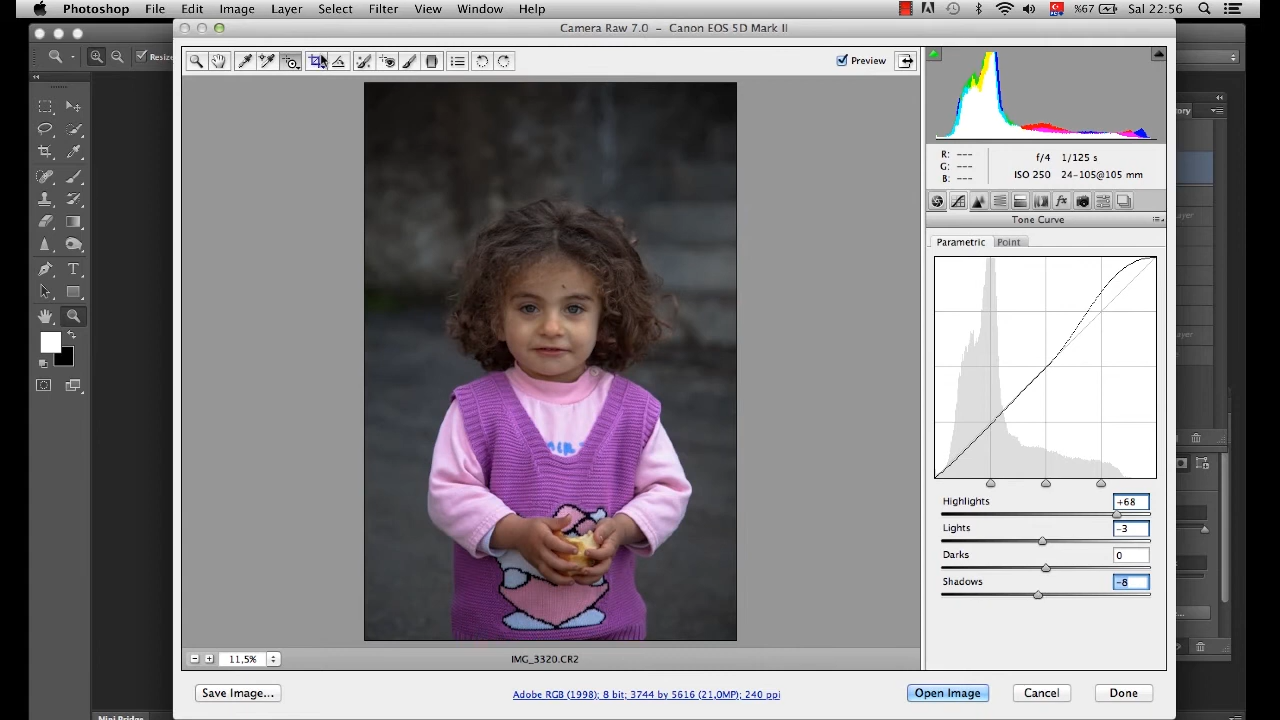 Photoshop File Edit Image Layer Select Filter View Window Help %67 Sal 22:56
Camera Raw 7.0 – Canon EOS 5D Mark II
Resize
Preview
R: ---
G: ---
B: ---
f/4 1/125 s
ISO 250 24-105@105 mm
Tone Curve
Parametric Point
Highlights +68
Lights -3
Darks 0
Shadows -8
11,5%
IMG_3320.CR2
Save Image...
Adobe RGB (1998); 8 bit; 3744 by 5616 (21,0MP); 240 ppi
Open Image Cancel Done
Mini Bridge